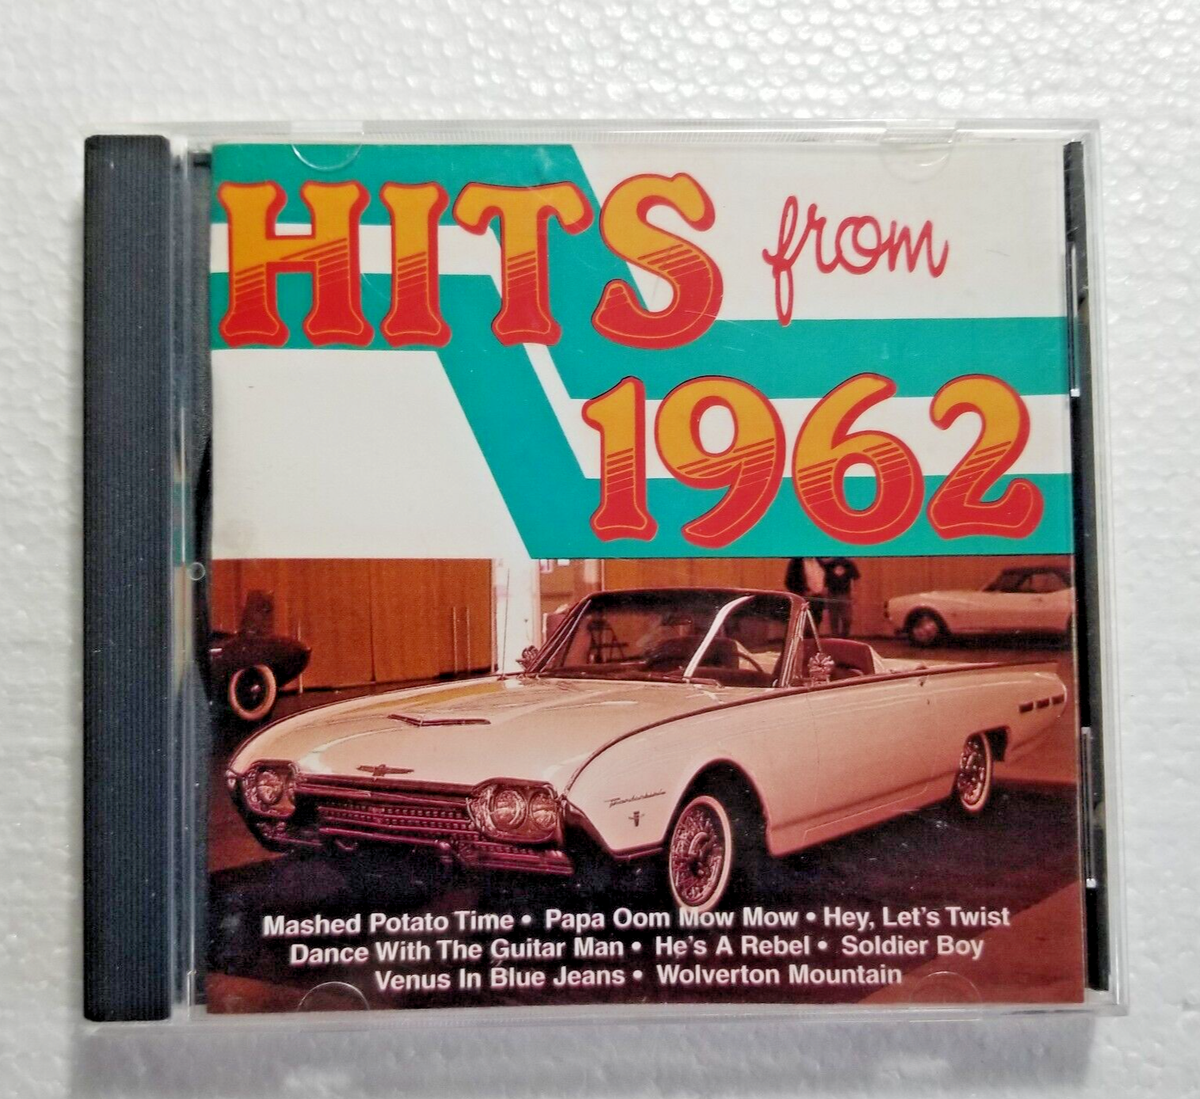 HITS from
1962
Thunderbird
Mashed Potato Time • Papa Oom Mow Mow • Hey, Let's Twist
Dance With The Guitar Man • He's A Rebel • Soldier Boy
Venus In Blue Jeans • Wolverton Mountain